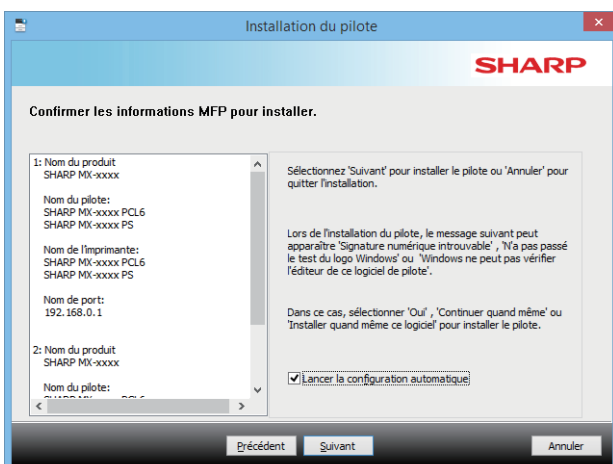 Installation du pilote
SHARP
Confirmer les informations MFP pour installer.
1: Nom du produit
SHARP MX-xxxx
Nom du pilote:
SHARP MX-xxxx PCL6
SHARP MX-xxxx PS
Nom de l'imprimante:
SHARP MX-xxxx PCL6
SHARP MX-xxxx PS
Nom de port:
192.168.0.1
2: Nom du produit
SHARP MX-xxxx
Nom du pilote:
Sélectionnez 'Suivant' pour installer le pilote ou 'Annuler' pour
quitter l'installation.
Lors de l'installation du pilote, le message suivant peut
apparaître 'Signature numérique introuvable' , 'N'a pas passé
le test du logo Windows' ou 'Windows ne peut pas vérifier
l'éditeur de ce logiciel de pilote'.
Dans ce cas, sélectionner 'Oui' , 'Continuer quand même' ou
'Installer quand même ce logiciel' pour installer le pilote.
Lancer la configuration automatique
Précédent
Suivant
Annuler